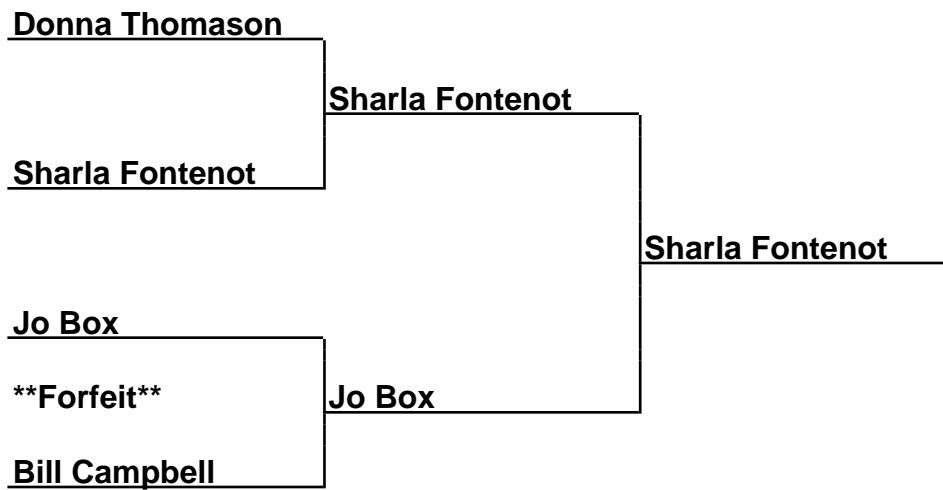 Donna Thomason
Sharla Fontenot
Sharla Fontenot
Sharla Fontenot
Jo Box
**Forfeit**
Jo Box
Bill Campbell